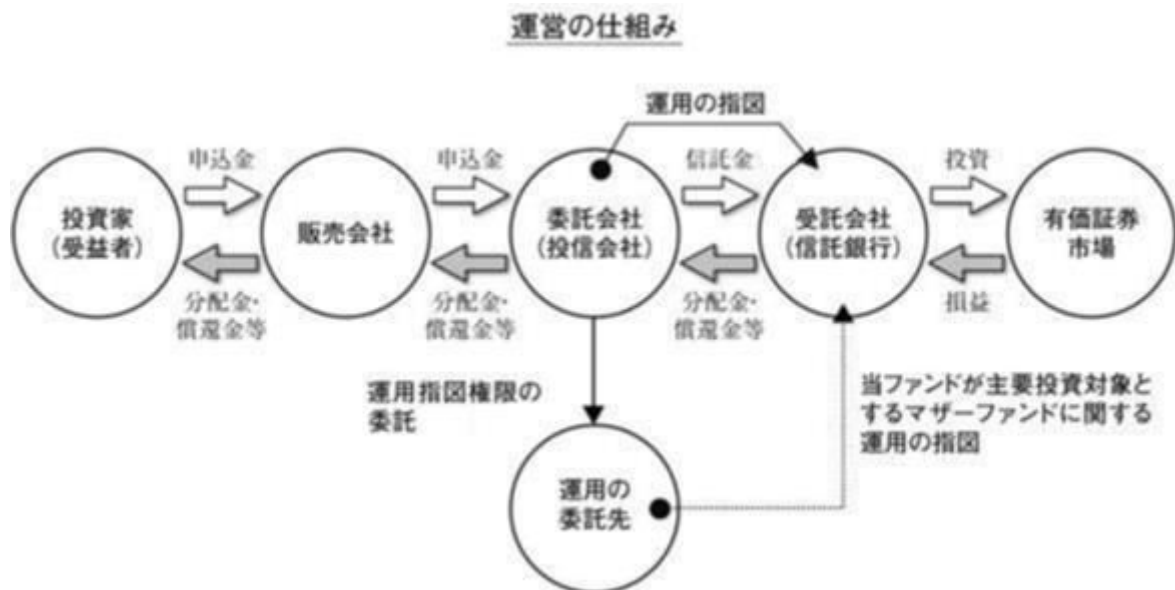 運営の仕組み
運用の指図
申込金
申込金
信託金
投資
投資家
(受益者)
販売会社
委託会社
(投信会社)
受託会社
(信託銀行)
有価証券
市場
分配金・
償還金等
分配金・
償還金等
分配金・
償還金等
損益
運用指図権限の
委託
当ファンドが主要投資対象と
するマザーファンドに関する
運用の指図
運用の
委託先